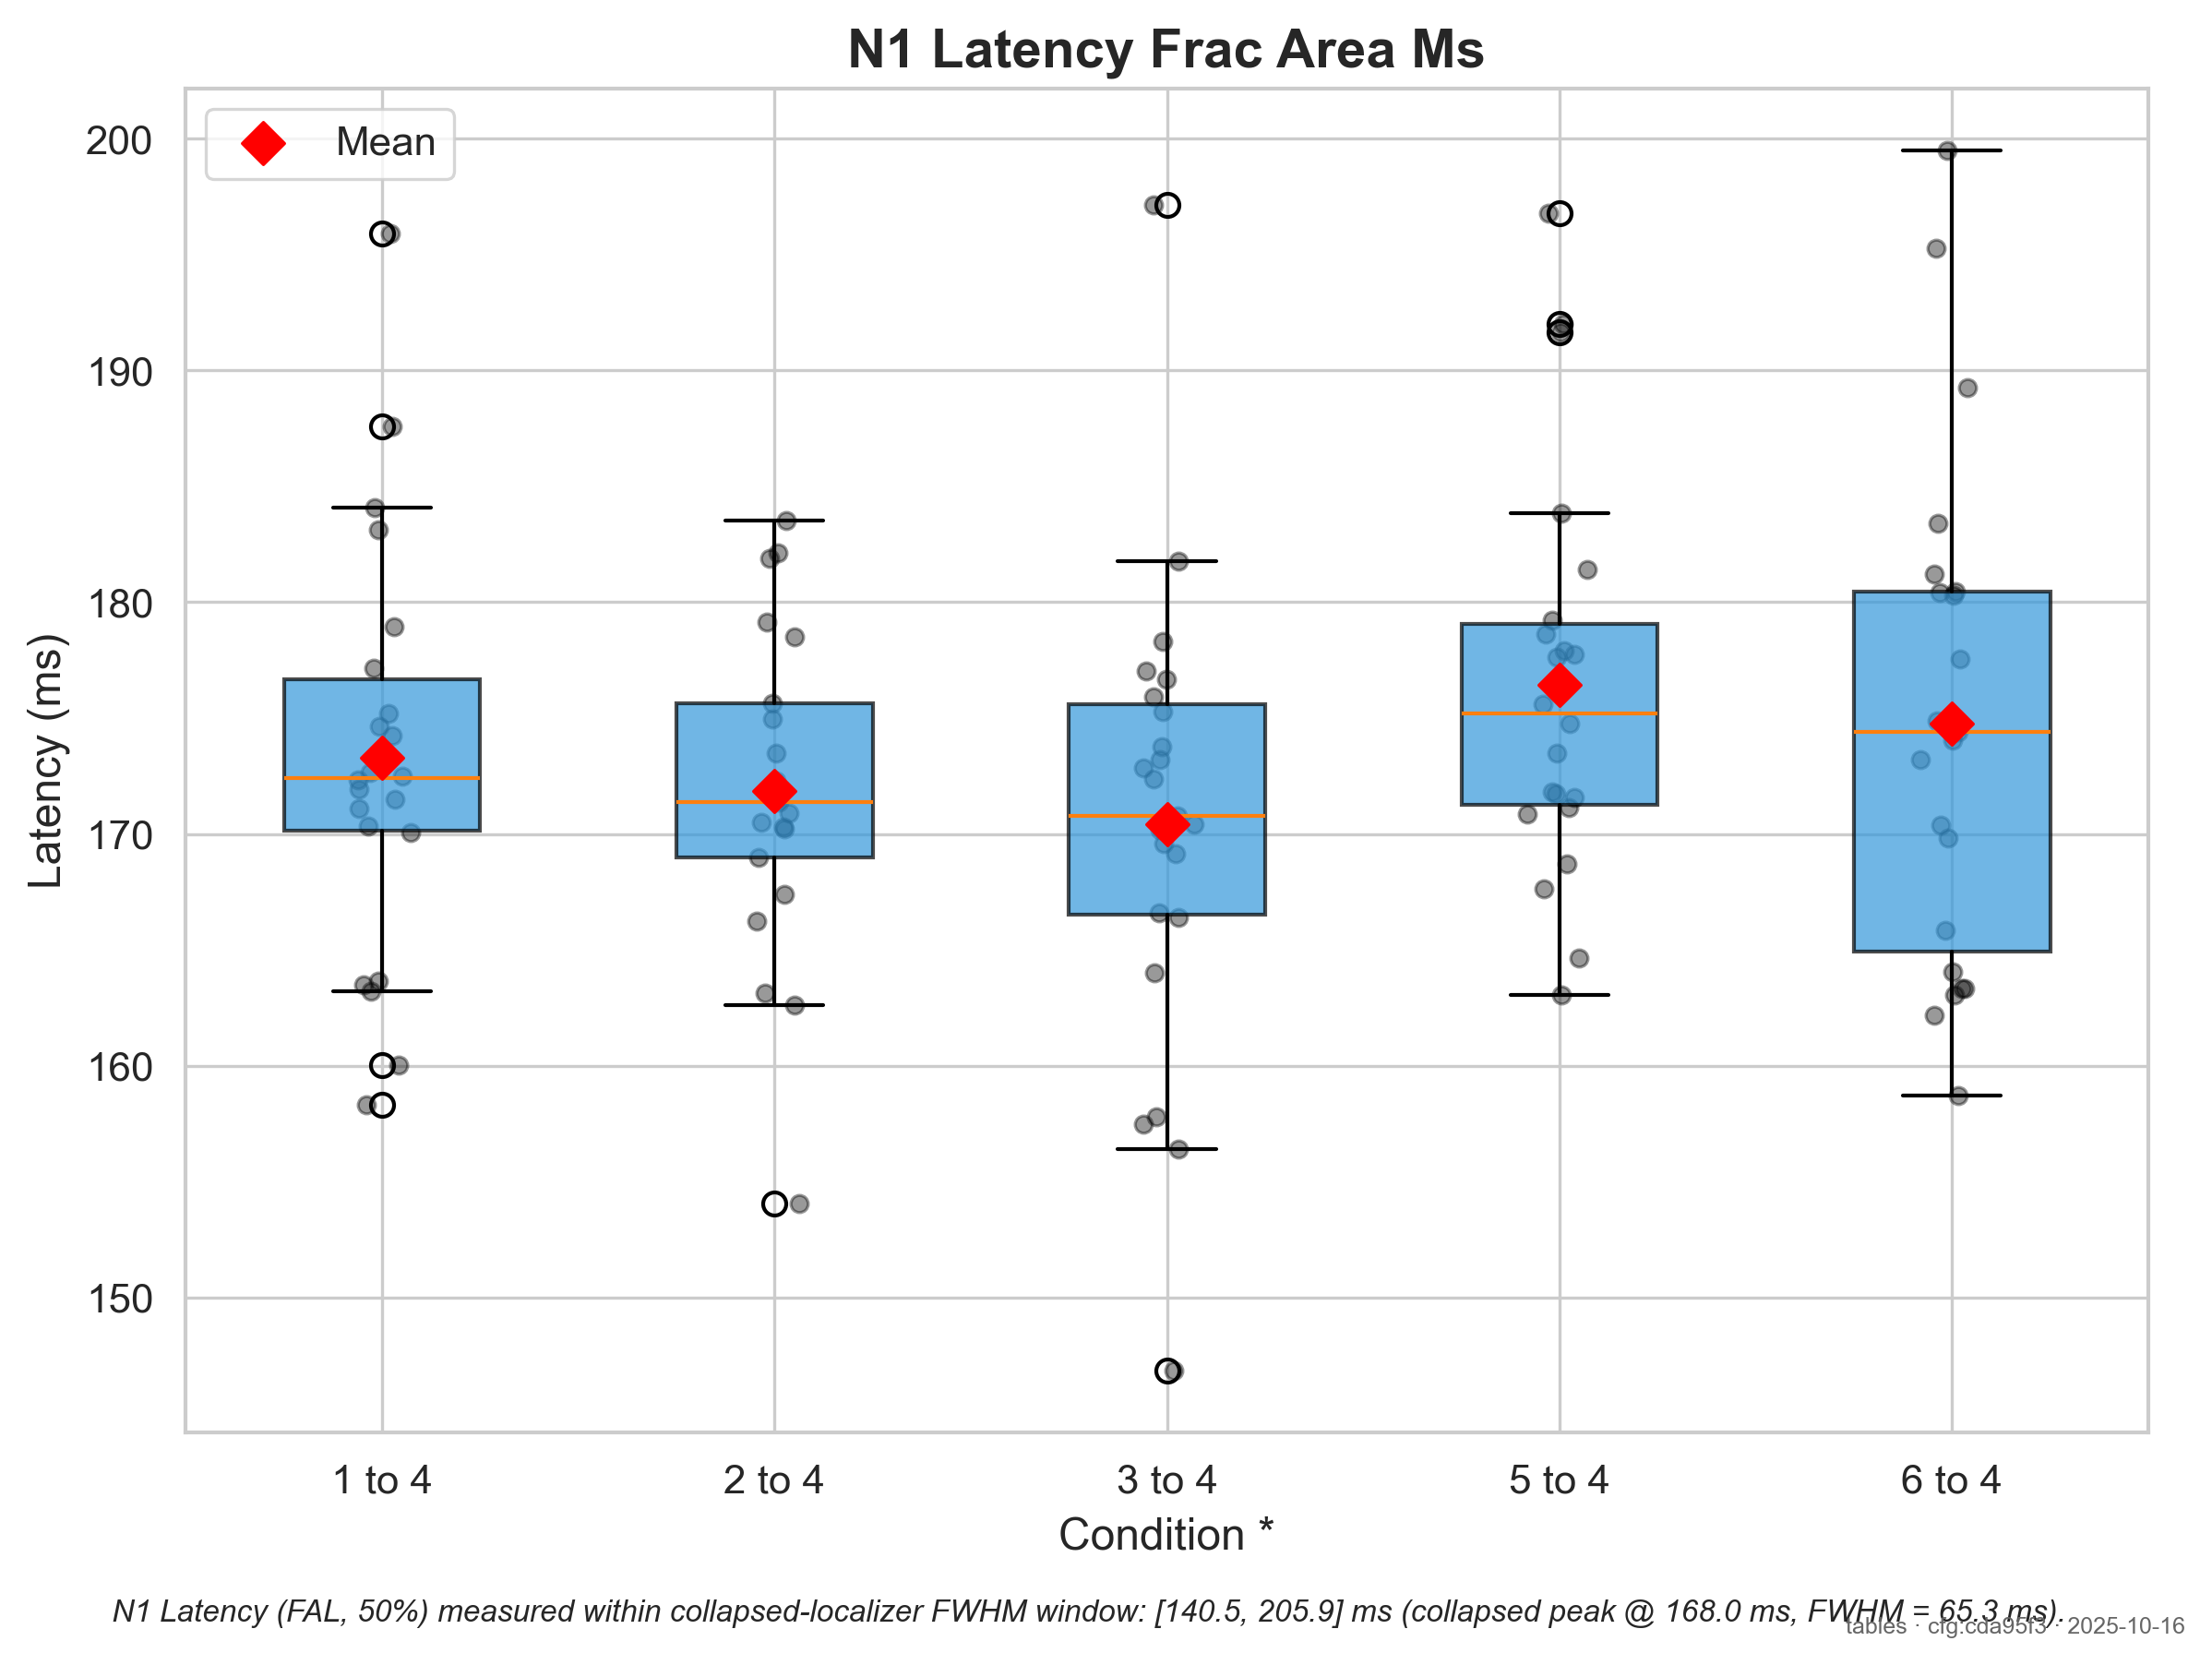 N1 Latency Frac Area Ms
Mean
200
190
180
170
160
150
Latency (ms)
1 to 4
2 to 4
3 to 4
5 to 4
6 to 4
Condition *
N1 Latency (FAL, 50%) measured within collapsed-localizer FWHM window: [140.5, 205.9] ms (collapsed peak @ 168.0 ms, FWHM = 65.3 ms).
tables · cfg:cda95f3 · 2025-10-16